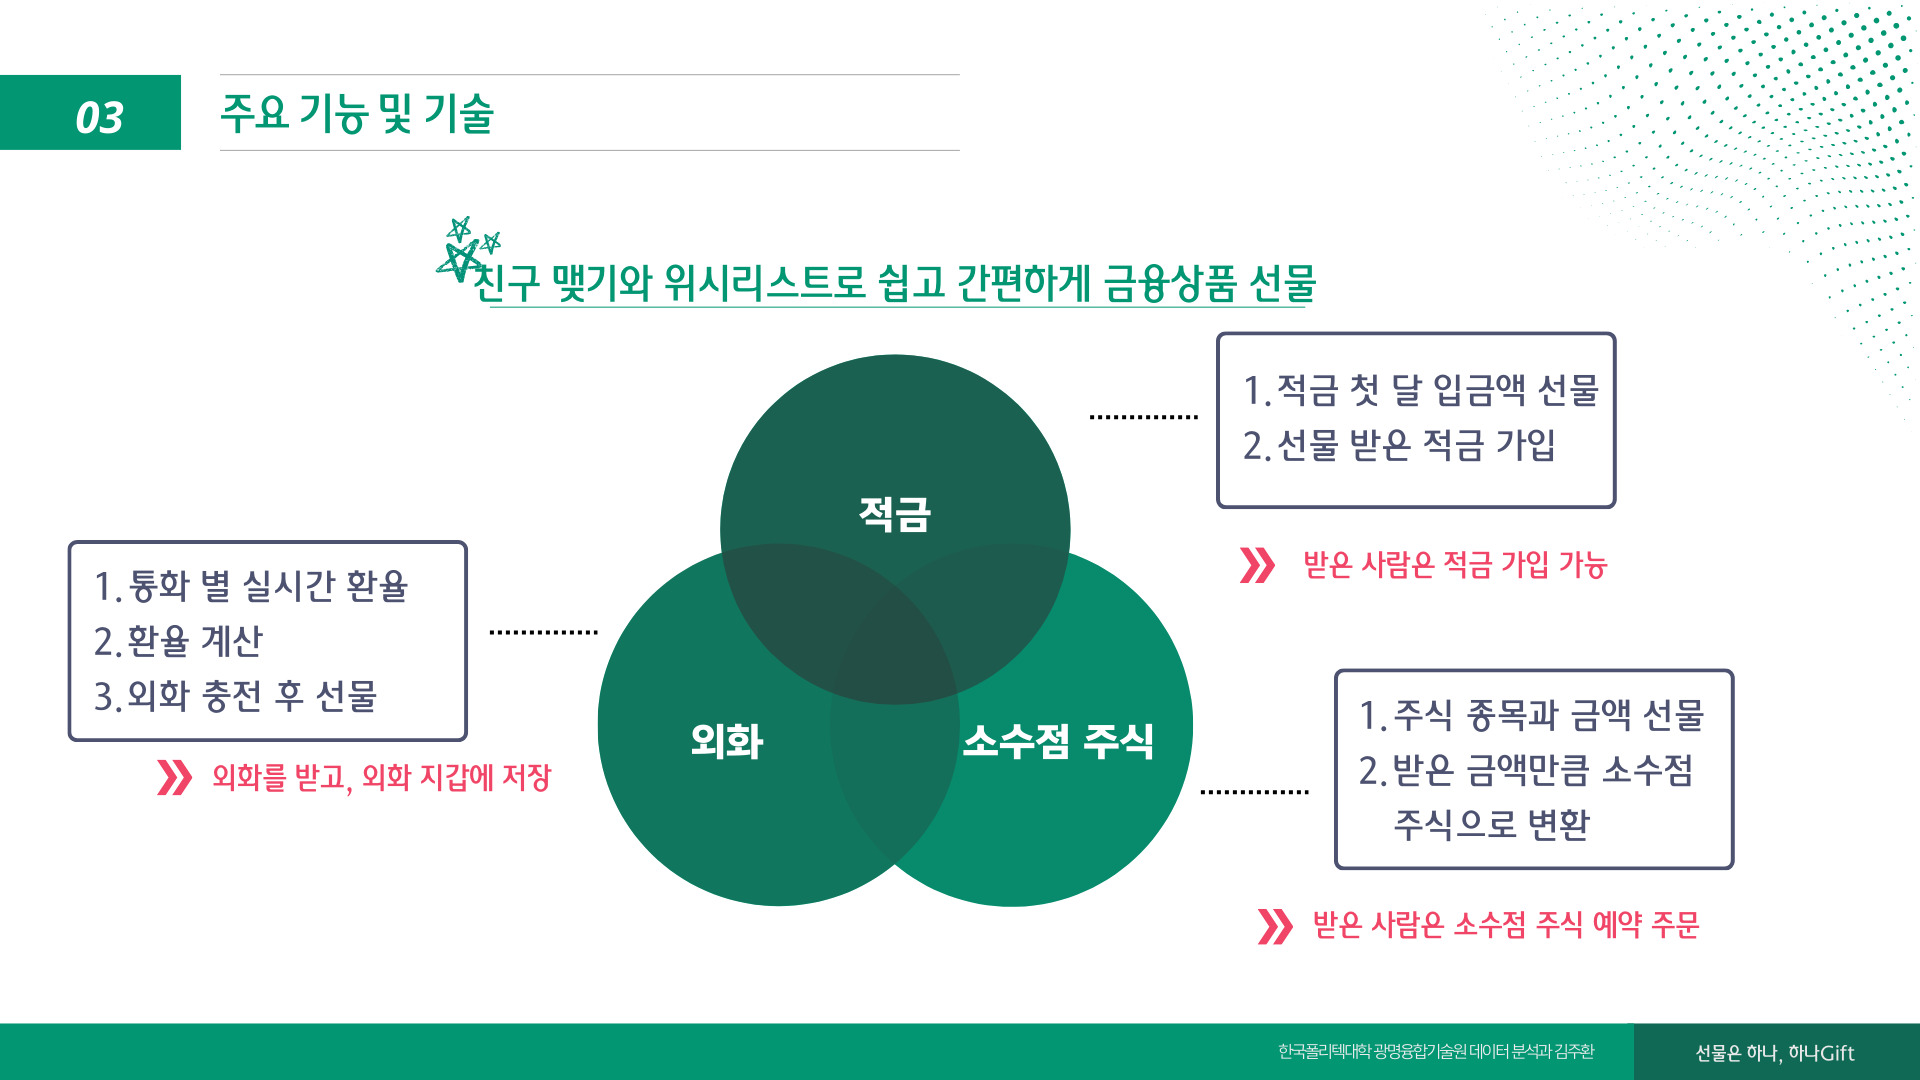 03
주요 기능 및 기술
친구 맺기와 위시리스트로 쉽고 간편하게 금융상품 선물
1. 적금 첫 달 입금액 선물
2. 선물 받은 적금 가입
적금
받은 사람은 적금 가입 가능
1. 통화 별 실시간 환율
2. 환율 계산
3. 외화 충전 후 선물
외화를 받고, 외화 지갑에 저장
외화
소수점 주식
1. 주식 종목과 금액 선물
2. 받은 금액만큼 소수점
주식으로 변환
받은 사람은 소수점 주식 예약 주문
한국폴리텍대학 광명융합기술원 데이터 분석과 김주환
선물은 하나, 하나Gift